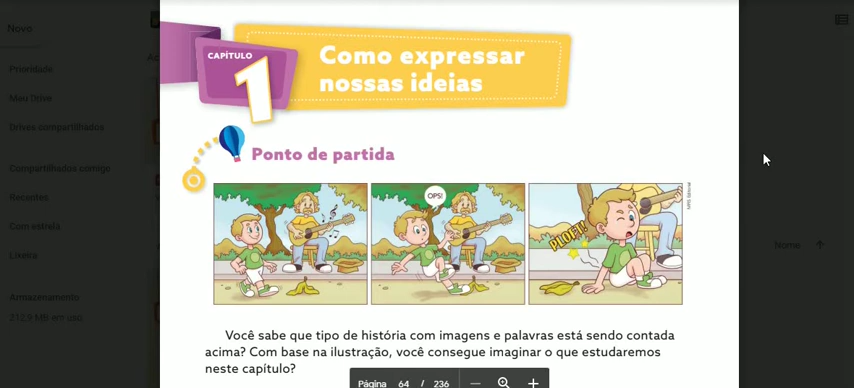 Novo
Prioridade
Meu Drive
Drives compartilhados
Compartilhados comigo
Recentes
Com estrela
Lixeira
Armazenamento
212,9 MB em uso
Nome
CAPÍTULO
1
Como expressar
nossas ideias
Ponto de partida
OPS!
PLOFT!
Você sabe que tipo de história com imagens e palavras está sendo contada
acima? Com base na ilustração, você consegue imaginar o que estudaremos
neste capítulo?
Página 64 / 236